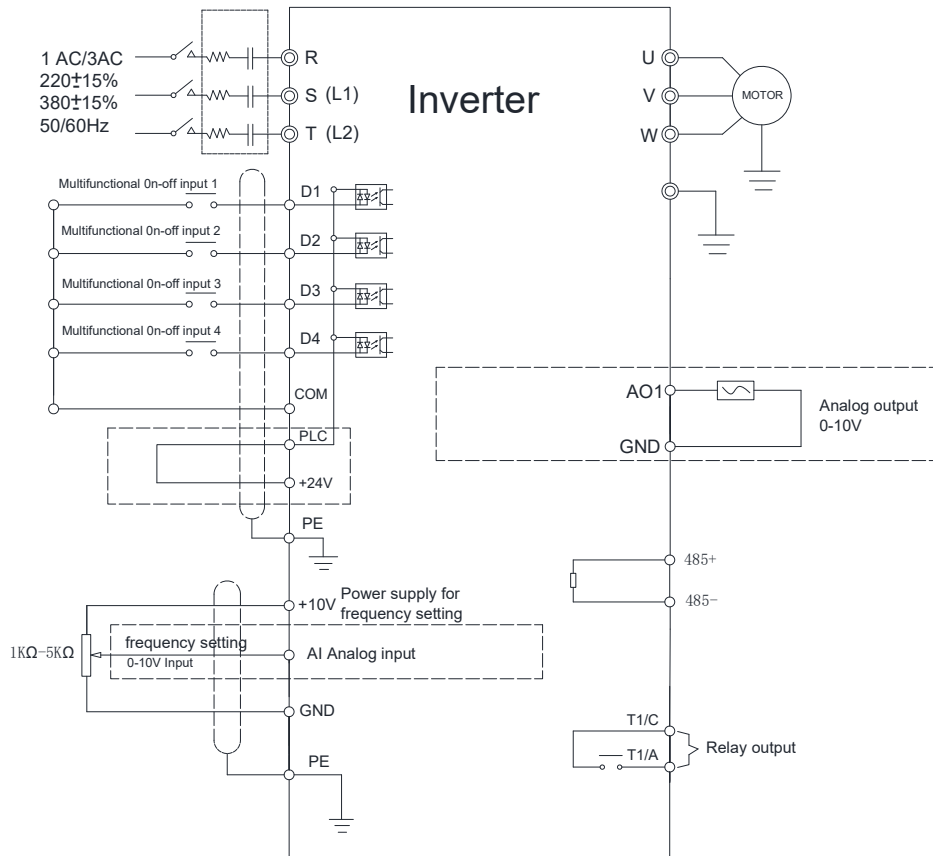 1 AC/3AC
220±15%
380±15%
50/60Hz
R
S (L1)
T (L2)
Inverter
U
V
W
MOTOR
Multifunctional 0n-off input 1
D1
Multifunctional 0n-off input 2
D2
Multifunctional 0n-off input 3
D3
Multifunctional 0n-off input 4
D4
COM
PLC
+24V
PE
AO1
GND
Analog output
0-10V
485+
485-
+10V
Power supply for
frequency setting
1KΩ-5KΩ
frequency setting
0-10V Input
AI Analog input
GND
PE
T1/C
T1/A
Relay output